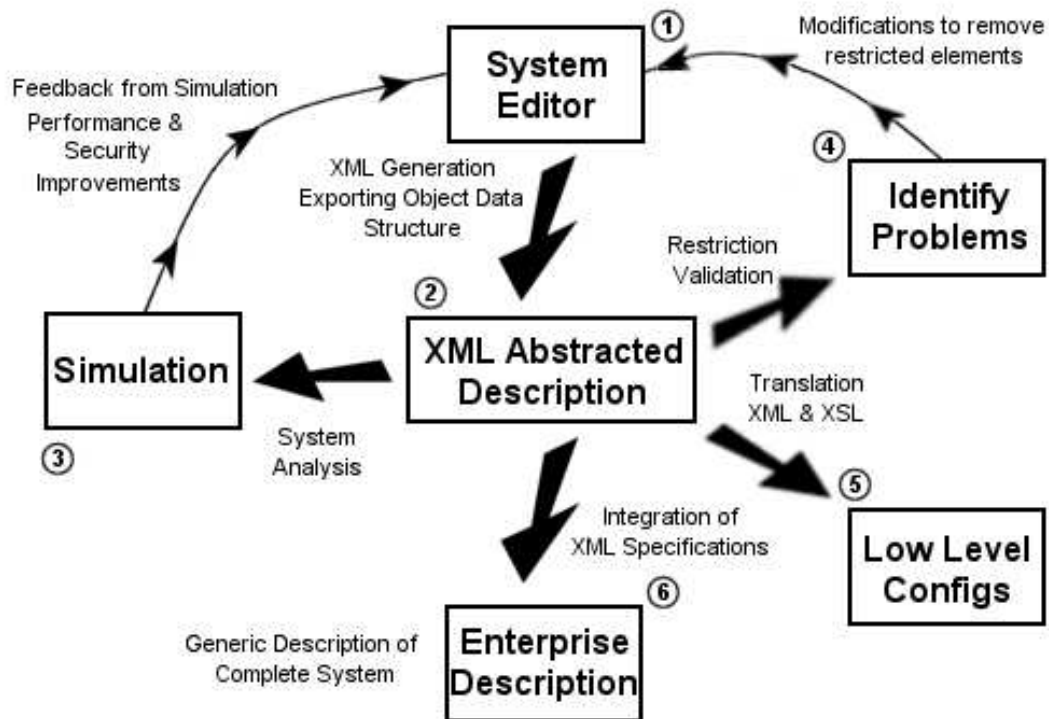 ①
System
Editor
Modifications to remove
restricted elements
Feedback from Simulation
Performance &
Security
Improvements
XML Generation
Exporting Object Data
Structure
④
Identify
Problems
Restriction
Validation
②
XML Abstracted
Description
Simulation
③
System
Analysis
Translation
XML & XSL
⑤
Low Level
Configs
Integration of
XML Specifications
⑥
Enterprise
Description
Generic Description of
Complete System